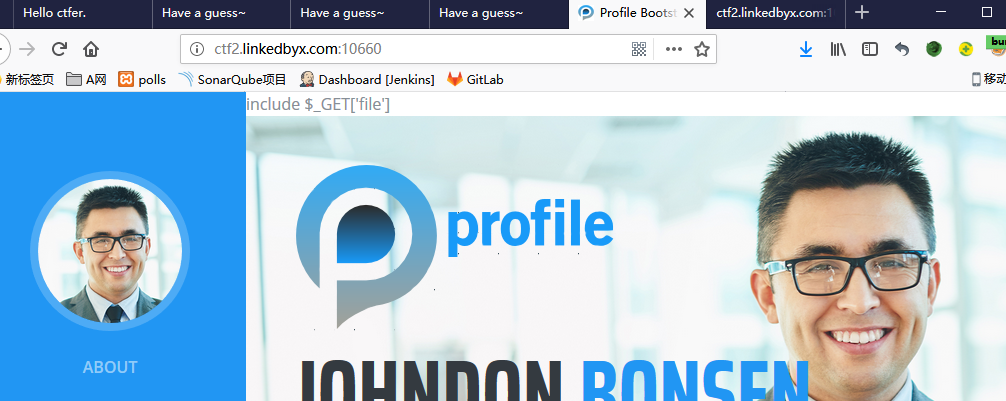 Hello ctfer.
Have a guess~
Have a guess~
Have a guess~
Profile Bootst
ctf2.linkedbyx.com:1
ctf2.linkedbyx.com:10660
新标签页
A网
polls
SonarQube项目
Dashboard [Jenkins]
GitLab
移动
include $_GET['file']
profile
JOHNDON RONSEN
ABOUT